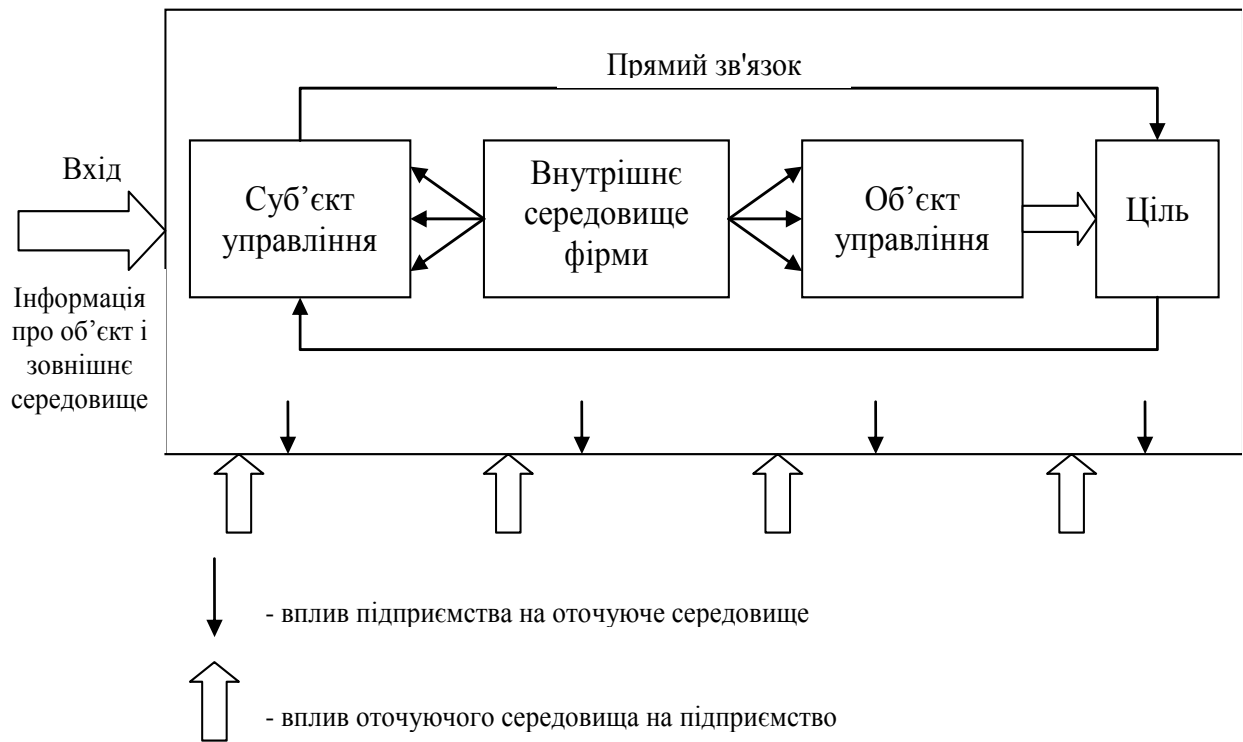 Прямий зв'язок
Вхід
Суб’єкт
управління
Внутрішнє
середовище
фірми
Об’єкт
управління
Ціль
Інформація
про об’єкт і
зовнішнє
середовище
- вплив підприємства на оточуюче середовище
- вплив оточуючого середовища на підприємство